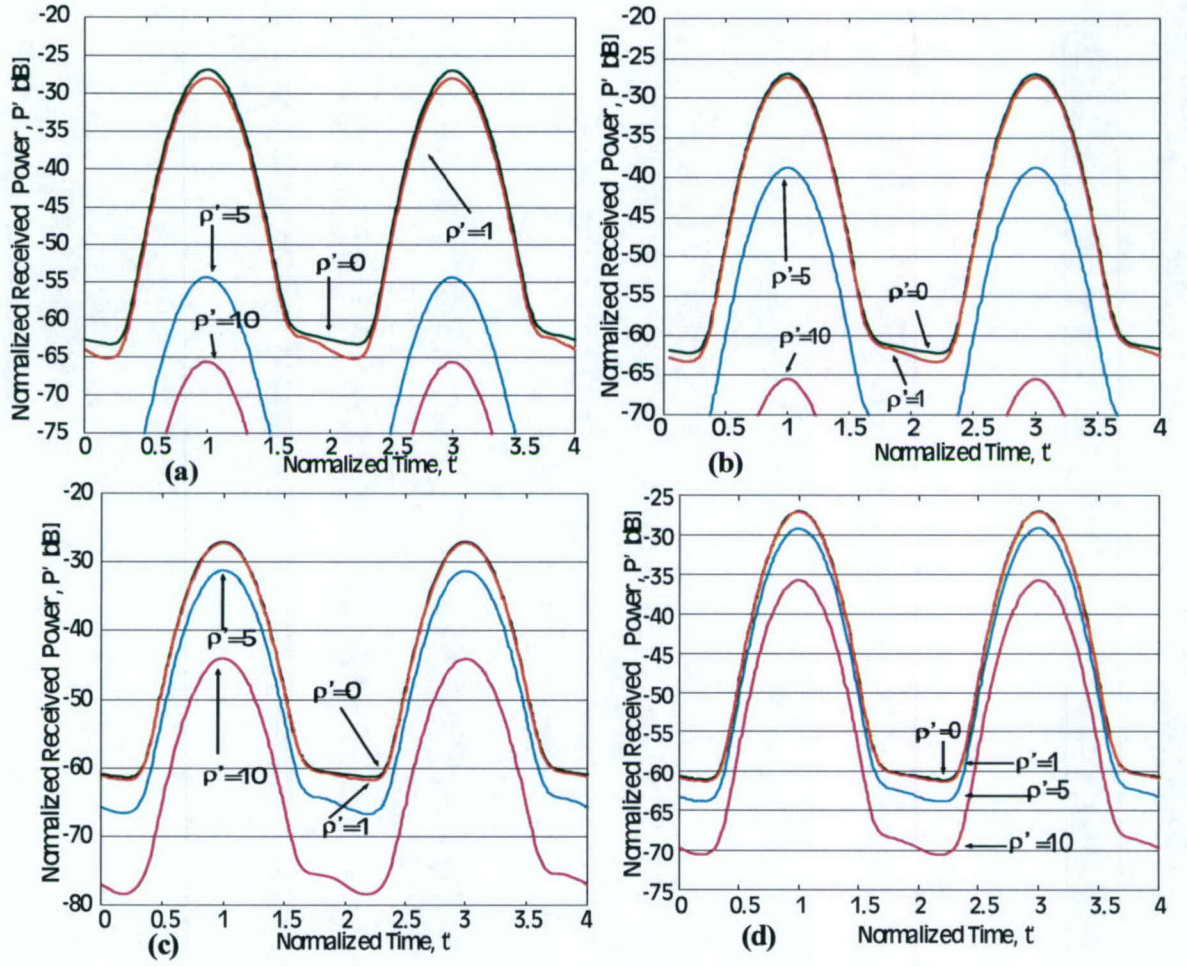 -20
-25
-30
-35
-40
-45
-50
-55
-60
-65
-70
-75
Normalized Received Power, P' [dB]
ρ'=5
ρ'=1
ρ'=0
ρ'=10
0 0.5 1 1.5 2 2.5 3 3.5 4
Normalized Time, t'
(a)
-20
-25
-30
-35
-40
-45
-50
-55
-60
-65
-70
Normalized Received Power, P' [dB]
ρ'=5
ρ'=0
ρ'=10
ρ'=1
0.5 1 1.5 2 2.5 3 3.5 4
Normalized Time, t'
(b)
-20
-30
-40
-50
-60
-70
-80
Normalized Received Power, P' [dB]
ρ'=5
ρ'=0
ρ'=10
ρ'=1
0 0.5 1 1.5 2 2.5 3 3.5 4
Normalized Time, t'
(c)
-25
-30
-35
-40
-45
-50
-55
-60
-65
-70
-75
Normalized Received Power, P' [dB]
ρ'=0
ρ'=1
ρ'=5
ρ'=10
0 0.5 1 1.5 2 2.5 3 3.5 4
Normalized Time, t'
(d)